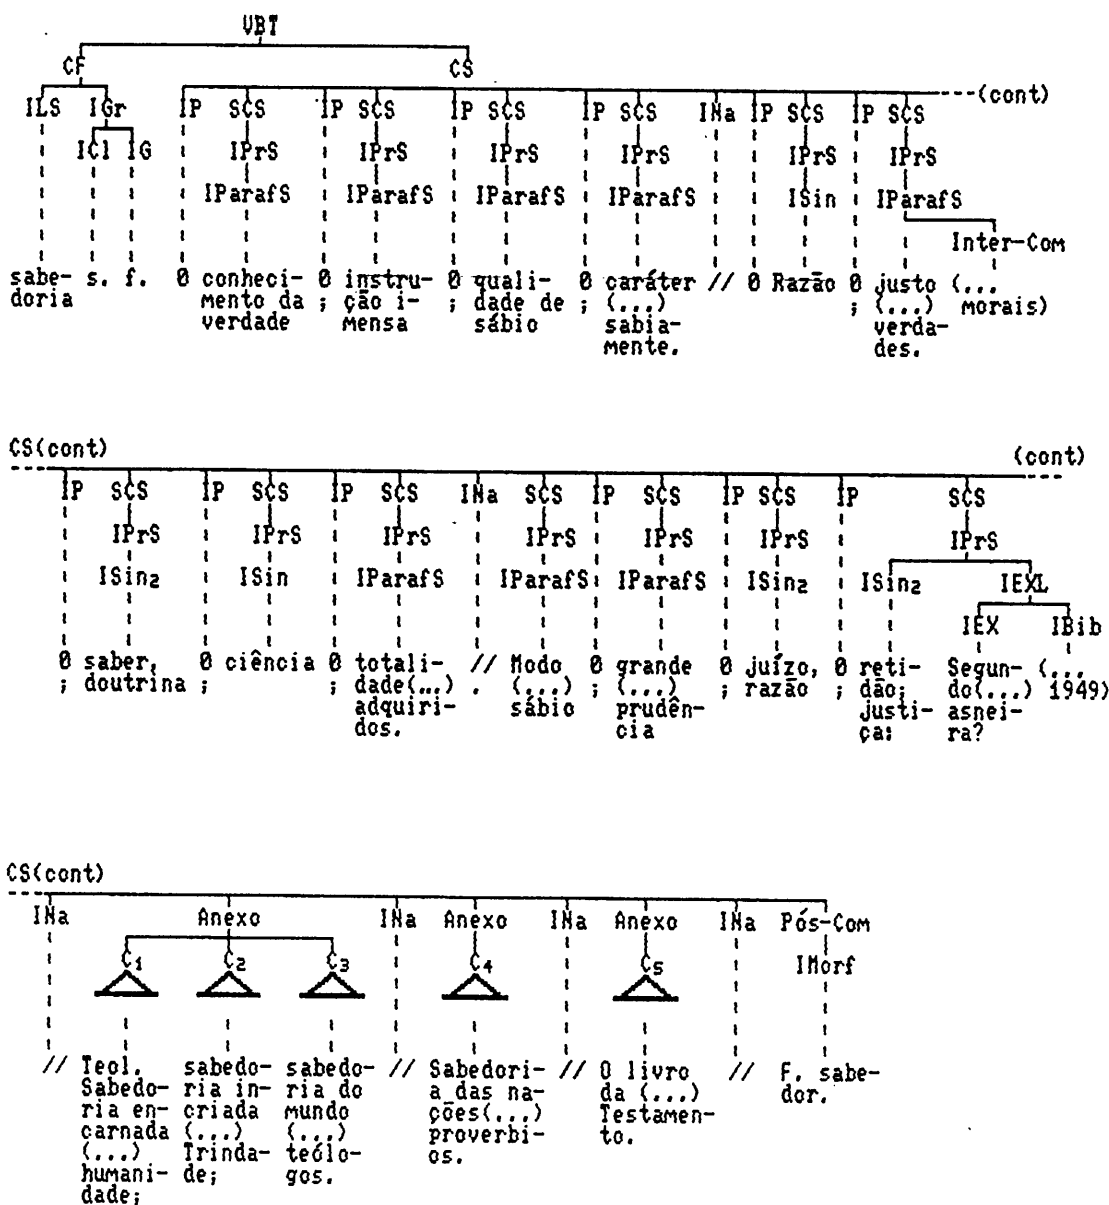 VBT
CF CS
ILS IGr IP SCS IP SCS IP SCS IP SCS INa IP SCS IP SCS (cont)
ICl IG IPrS IPrS IPrS IPrS IPrS IPrS
IParafS IParafS IParafS IParafS ISin IParafS
Inter-Com
sabe- s. f. 0 conheci- 0 instru- 0 quali- 0 caráter // 0 Razão 0 justo (...
doria mento da ; ção i- ; dade de ; (...) ; (...) morais)
verdade mensa sábio sabia- verda-
mente. des.
CS(cont) (cont)
IP SCS IP SCS IP SCS INa SCS IP SCS IP SCS IP SCS
IPrS IPrS IPrS IPrS IPrS IPrS IPrS
ISin2 ISin IParafS IParafS IParafS ISin2 ISin2 IEXL
IEX IBib
0 saber, 0 ciência 0 totali- // Modo 0 grande 0 juízo, 0 reti- Segun- (...
; doutrina ; ; dade(...) . (...) ; (...) ; razão ; dão; do(...) 1949)
adquiri- sábio prudên- justi- asnei-
dos. cia ça: ra?
CS(cont)
INa Anexo INa Anexo INa Anexo INa Pós-Com
C1 C2 C3 C4 C5 IMorf
// Teol. sabedo- sabedo- // Sabedori- // O livro // F. sabe-
Sabedo- ria in- ria do a das na- da (...) dor.
ria en- criada mundo ções(...) Testamen-
carnada (...) (...) proverbi- to.
(...) Trinda- teólo- os.
humani- de; gos.
dade;